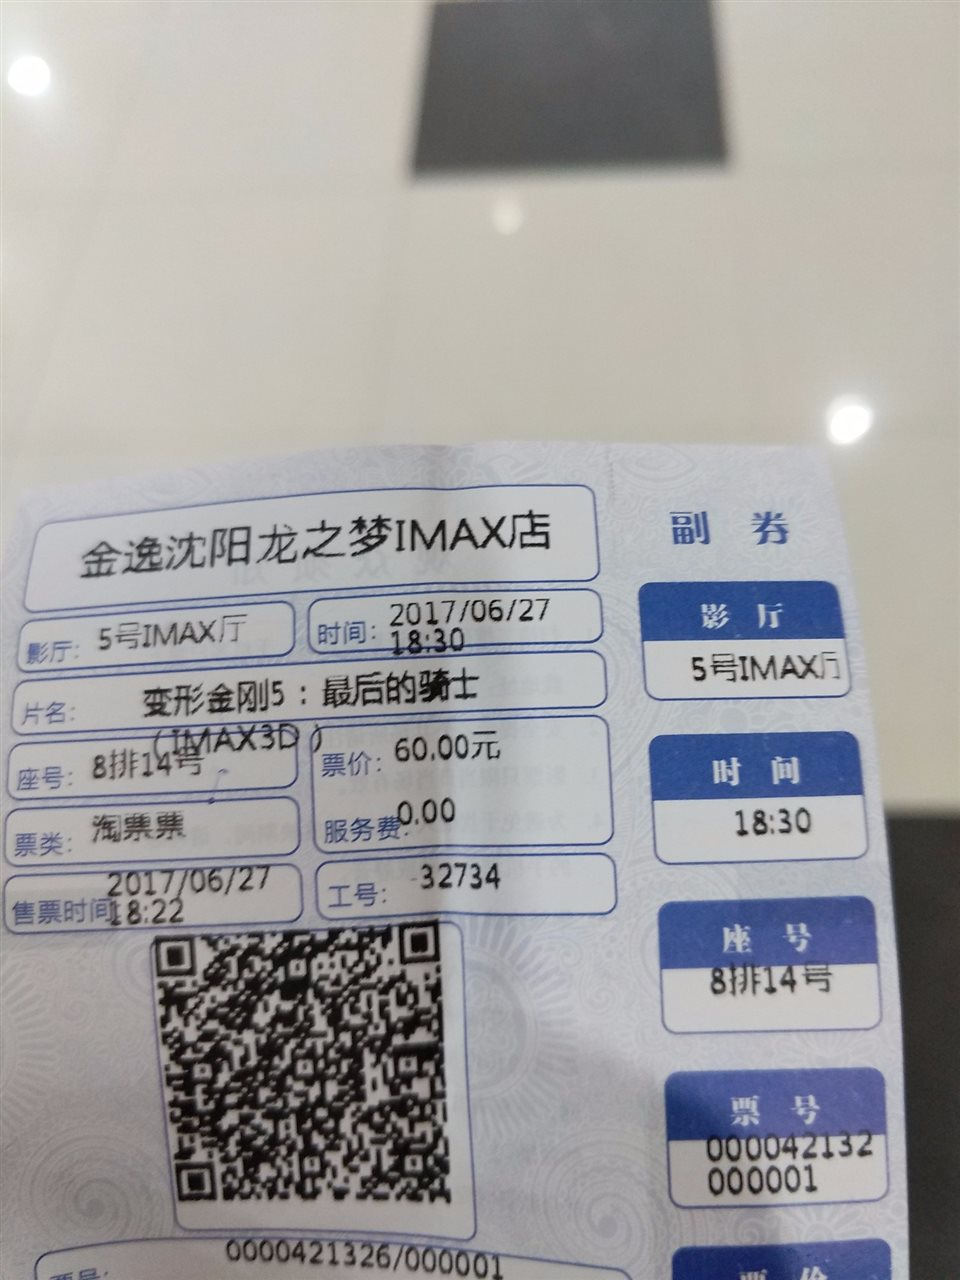 金逸沈阳龙之梦IMAX店
影厅: 5号IMAX厅
时间: 2017/06/27
18:30
片名: 变形金刚5：最后的骑士
（IMAX3D）
座号: 8排14号
票价: 60.00元
票类: 淘票票
服务费: 0.00
售票时间 2017/06/27
18:22
工号: 32734
0000421326/000001
票号:
副 券
影 厅
5号IMAX厅
时 间
18:30
座 号
8排14号
票 号
000042132
000001
票 价